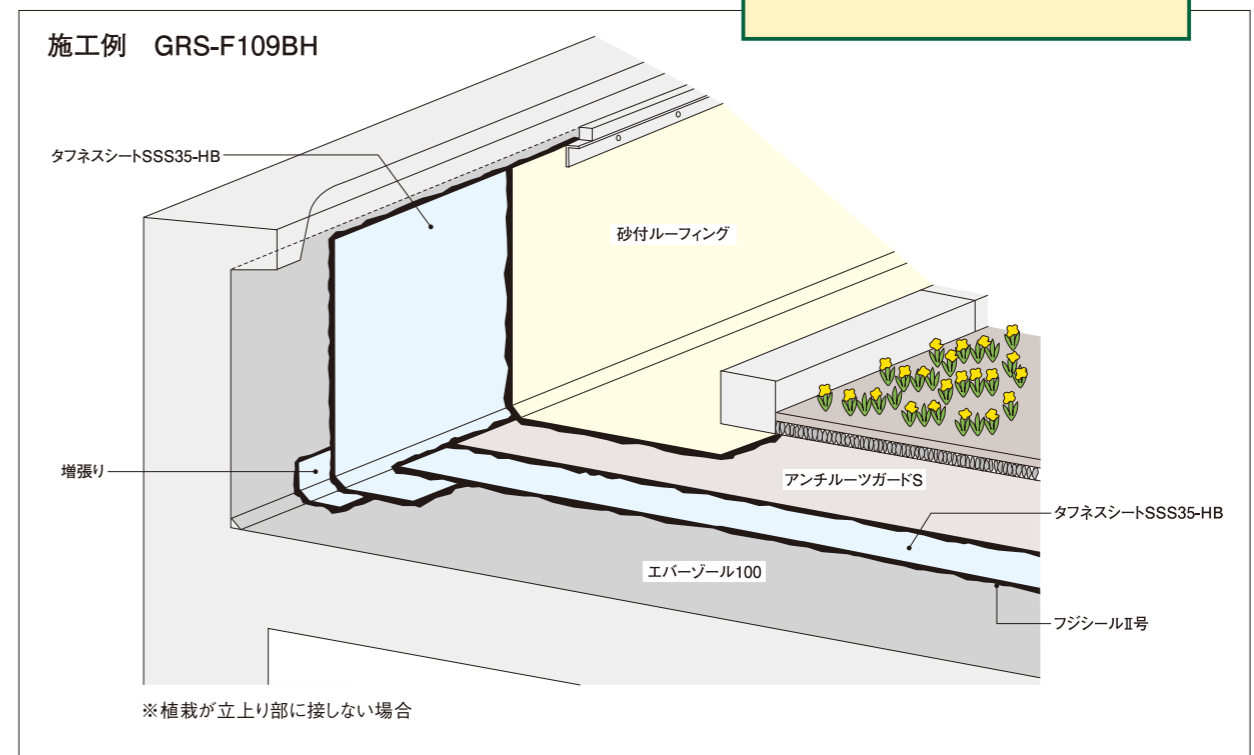 施工例 GRS-F109BH
タフネスシートSSS35-HB
砂付ルーフィング
増張り
アンチルーツガードS
タフネスシートSSS35-HB
エバーゾール100
フジシールⅡ号
※植栽が立上り部に接しない場合